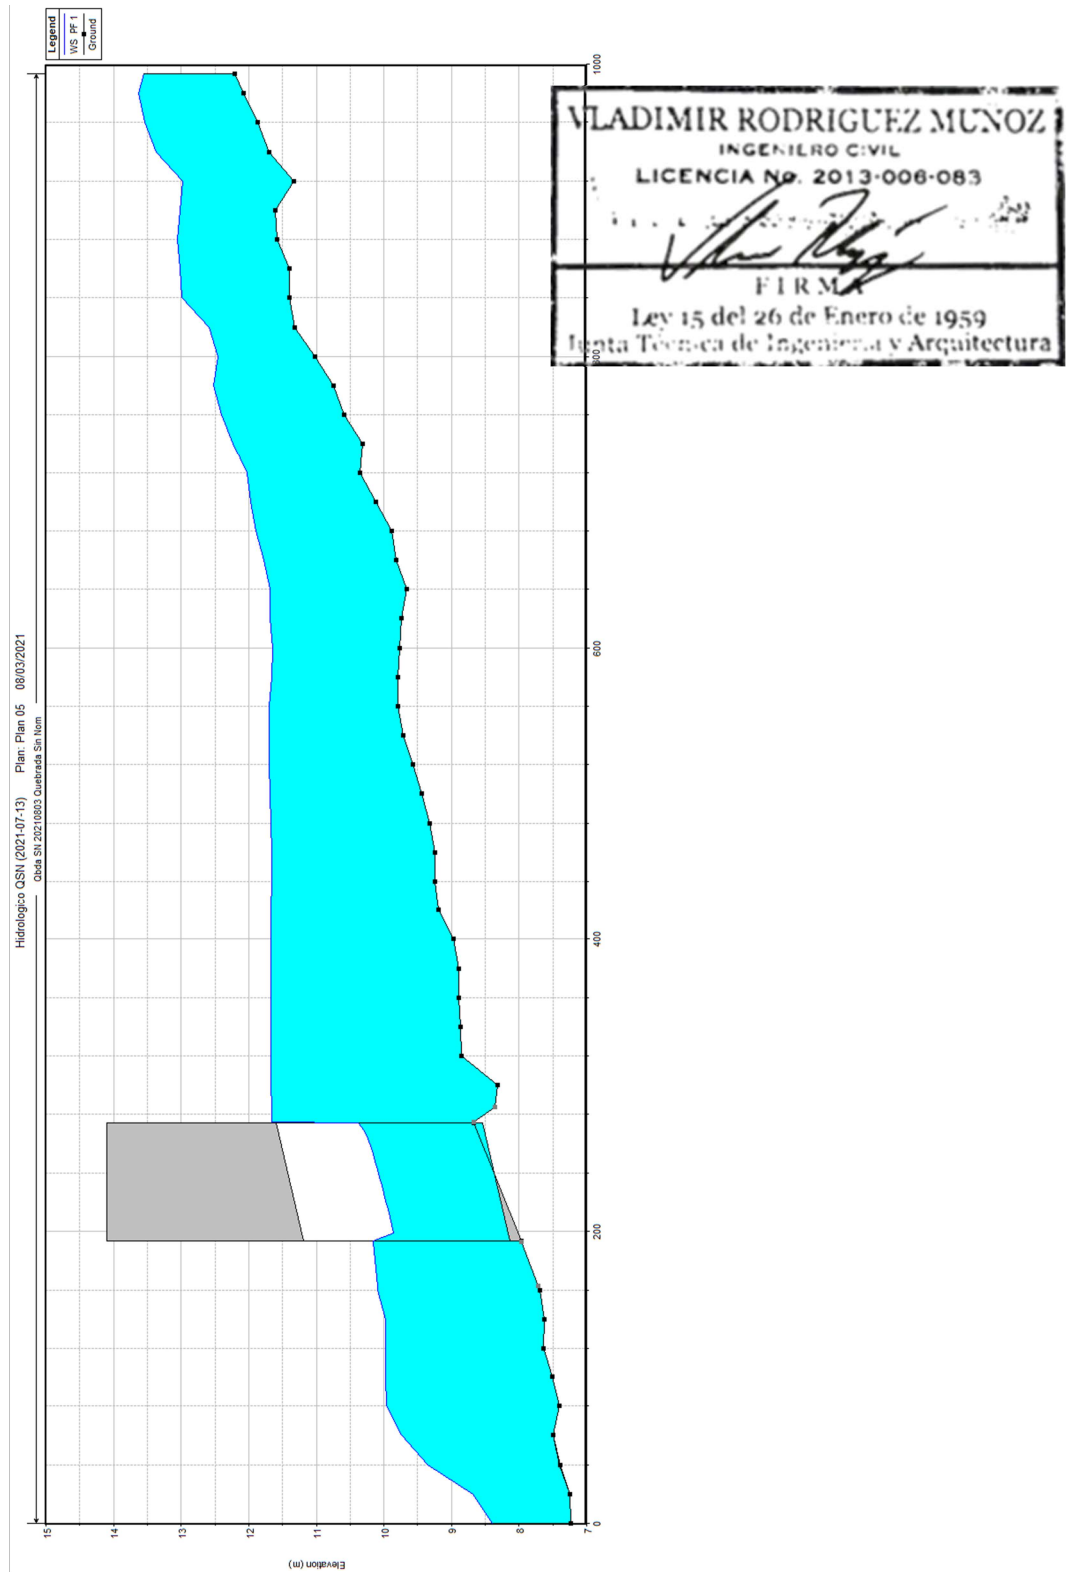 Hidrologico QSN (2021-07-13) Plan: Plan 05 08/03/2021
Qbda SN 20210803 Quebrada Sin Nom
Legend
WS PF 1
Ground
Elevation (m)
15
14
13
12
11
10
9
8
7
0
200
400
600
800
1000
VLADIMIR RODRIGUEZ MUÑOZ
INGENIERO CIVIL
LICENCIA No. 2013-006-083
FIRMA
Ley 15 del 26 de Enero de 1959
Junta Técnica de Ingeniería y Arquitectura